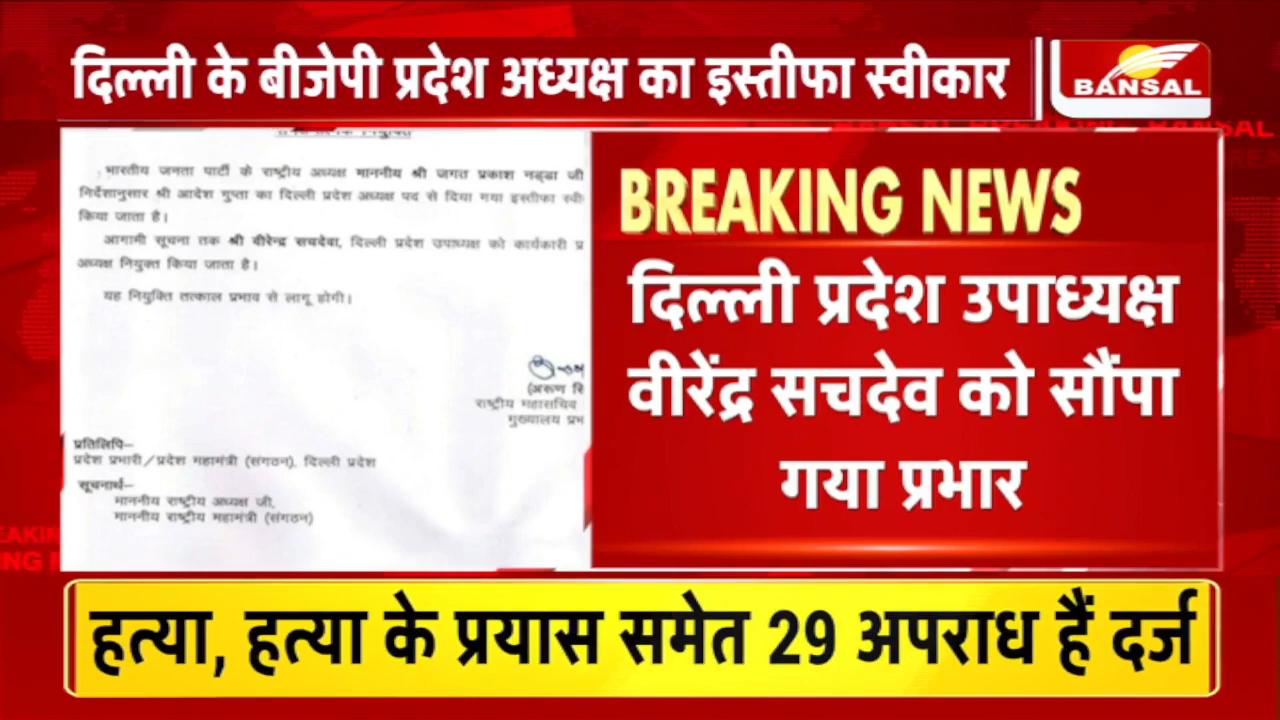 दिल्ली के बीजेपी प्रदेश अध्यक्ष का इस्तीफा स्वीकार
BANSAL
भारतीय जनता पार्टी के राष्ट्रीय अध्यक्ष माननीय श्री जगत प्रकाश नड्डा जी
निर्देशानुसार श्री आदेश गुप्ता का दिल्ली प्रदेश अध्यक्ष पद से दिया गया इस्तीफा स्वी
किया जाता है।
आगामी सूचना तक श्री वीरेन्द्र सचदेवा, दिल्ली प्रदेश उपाध्यक्ष को कार्यकारी प्र
अध्यक्ष नियुक्त किया जाता है।
यह नियुक्ति तत्काल प्रभाव से लागू होगी।
(अरूण सिं
राष्ट्रीय महासचिव
मुख्यालय प्रभ
प्रतिलिपि–
प्रदेश प्रभारी/प्रदेश महामंत्री (संगठन), दिल्ली प्रदेश
सूचनार्थ–
माननीय राष्ट्रीय अध्यक्ष जी,
माननीय राष्ट्रीय महामंत्री (संगठन)
BREAKING NEWS
दिल्ली प्रदेश उपाध्यक्ष
वीरेंद्र सचदेव को सौंपा
गया प्रभार
हत्या, हत्या के प्रयास समेत 29 अपराध हैं दर्ज